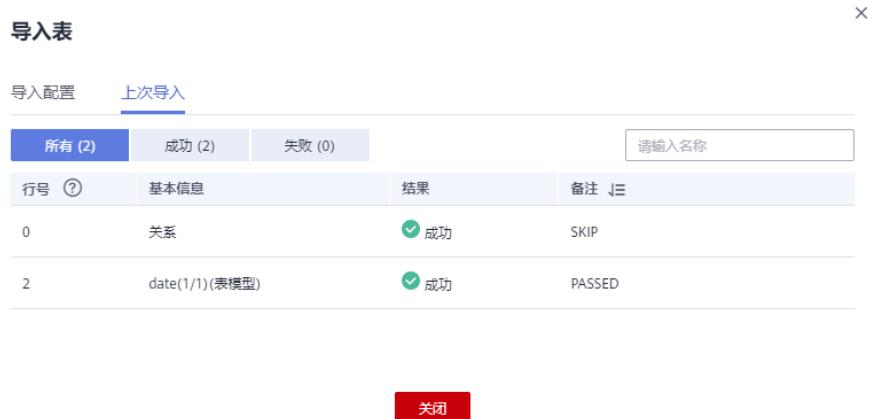 导入表
导入配置 上次导入
所有 (2) 成功 (2) 失败 (0) 请输入名称
行号 ? 基本信息 结果 备注
0 关系 成功 SKIP
2 date(1/1)(表模型) 成功 PASSED
关闭